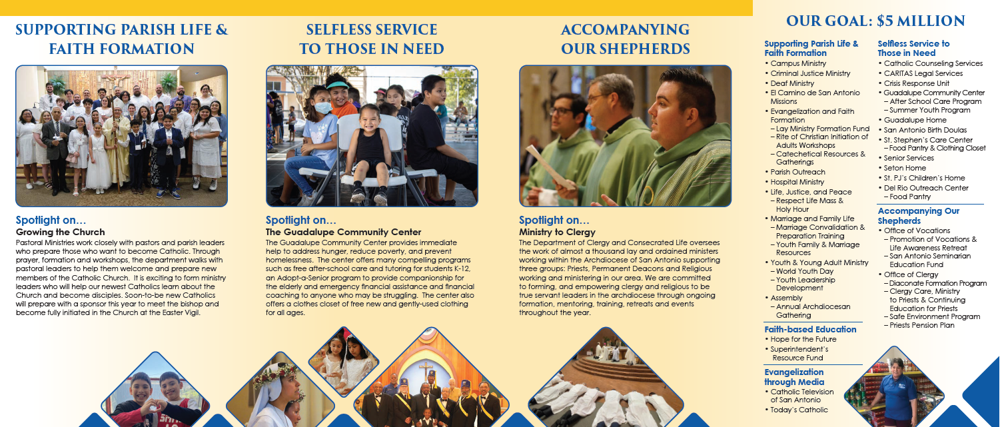 SUPPORTING PARISH LIFE &
FAITH FORMATION
Spotlight on…
Growing the Church
Pastoral Ministries work closely with pastors and parish leaders
who prepare those who want to become Catholic. Through
prayer, formation and workshops, the department walks with
pastoral leaders to help them welcome and prepare new
members of the Catholic Church.  It is exciting to form ministry
leaders who will help our newest Catholics learn about the
Church and become disciples. Soon-to-be new Catholics
will prepare with a sponsor this year to meet the bishop and
become fully initiated in the Church at the Easter Vigil.
SELFLESS SERVICE
TO THOSE IN NEED
Spotlight on…
The Guadalupe Community Center
The Guadalupe Community Center provides immediate
help to address hunger, reduce poverty, and prevent
homelessness.  The center offers many compelling programs
such as free after-school care and tutoring for students K-12,
an Adopt-a-Senior program to provide companionship for
the elderly and emergency financial assistance and financial
coaching to anyone who may be struggling.  The center also
offers a clothes closet of free new and gently-used clothing
for all ages.
ACCOMPANYING
OUR SHEPHERDS
Spotlight on…
Ministry to Clergy
The Department of Clergy and Consecrated Life oversees
the work of almost a thousand lay and ordained ministers
working within the Archdiocese of San Antonio supporting
three groups: Priests, Permanent Deacons and Religious
working and ministering in our area. We are committed
to forming, and empowering clergy and religious to be
true servant leaders in the archdiocese through ongoing
formation, mentoring, training, retreats and events
throughout the year.
OUR GOAL: $5 MILLION
Supporting Parish Life &
Faith Formation
• Campus Ministry
• Criminal Justice Ministry
• Deaf Ministry
• El Camino de San Antonio
Missions
• Evangelization and Faith
Formation
– Lay Ministry Formation Fund
– Rite of Christian Initiation of
Adults Workshops
– Catechetical Resources &
Gatherings
• Parish Outreach
• Hospital Ministry
• Life, Justice, and Peace
– Respect Life Mass &
Holy Hour
• Marriage and Family Life
– Marriage Convalidation &
Preparation Training
– Youth Family & Marriage
Resources
• Youth & Young Adult Ministry
– World Youth Day
– Youth Leadership
Development
• Assembly
– Annual Archdiocesan
Gathering
Faith-based Education
• Hope for the Future
• Superintendent's
Resource Fund
Evangelization
through Media
• Catholic Television
of San Antonio
• Today's Catholic
Selfless Service to
Those in Need
• Catholic Counseling Services
• CARITAS Legal Services
• Crisis Response Unit
• Guadalupe Community Center
– After School Care Program
– Summer Youth Program
• Guadalupe Home
• San Antonio Birth Doulas
• St. Stephen's Care Center
– Food Pantry & Clothing Closet
• Senior Services
• Seton Home
• St. PJ's Children's Home
• Del Rio Outreach Center
– Food Pantry
Accompanying Our
Shepherds
• Office of Vocations
– Promotion of Vocations &
Life Awareness Retreat
– San Antonio Seminarian
Education Fund
• Office of Clergy
– Diaconate Formation Program
– Clergy Care, Ministry
to Priests & Continuing
Education for Priests
– Safe Environment Program
– Priests Pension Plan